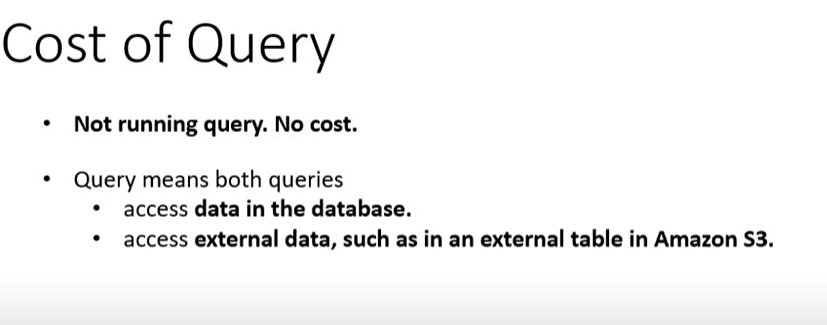 Cost of Query
• Not running query. No cost.
• Query means both queries
• access data in the database.
• access external data, such as in an external table in Amazon S3.